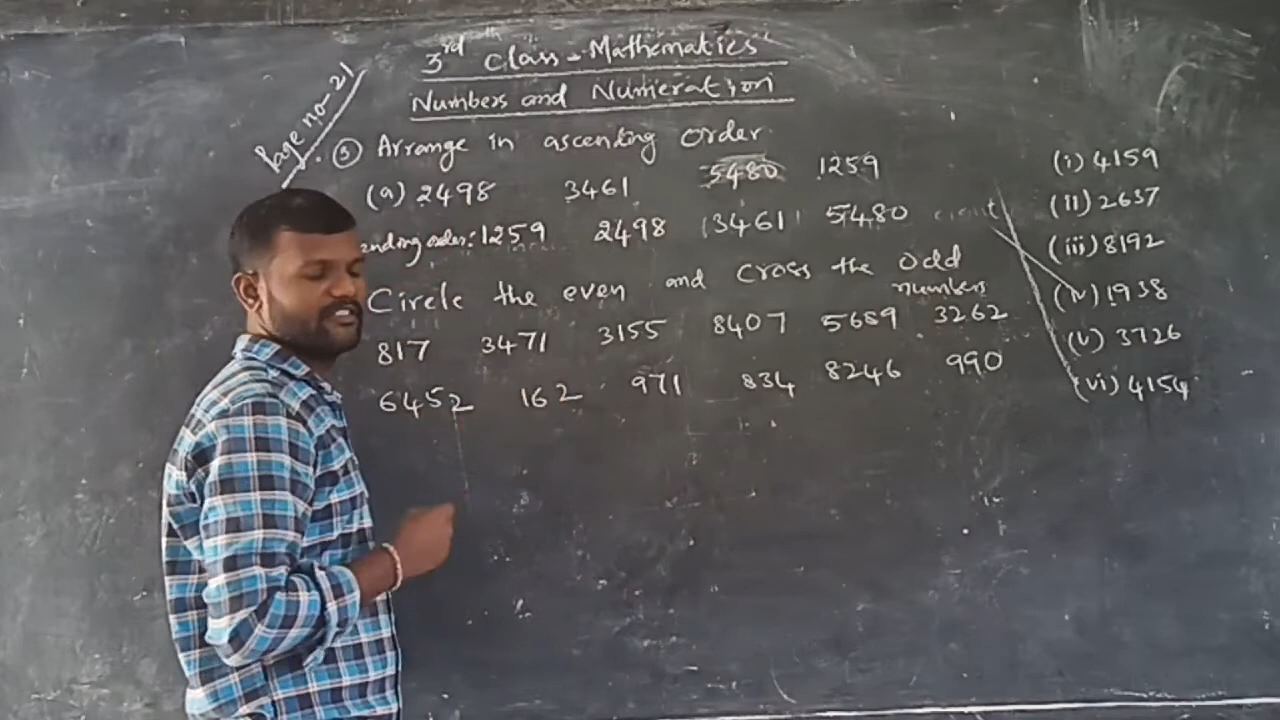 3rd Class - Mathematics
Numbers and Numeration
Page no- 21
③ Arrange in ascending order
(a) 2498 3461 5480 1259
ending order: 1259 2498 3461 5480
Circle the even and cross the odd
numbers
817 3471 3155 8407 5689 3262
6452 162 971 834 8246 990
(i) 4159
(ii) 2637
(iii) 8192
(iv) 1938
(v) 3726
(vi) 4154